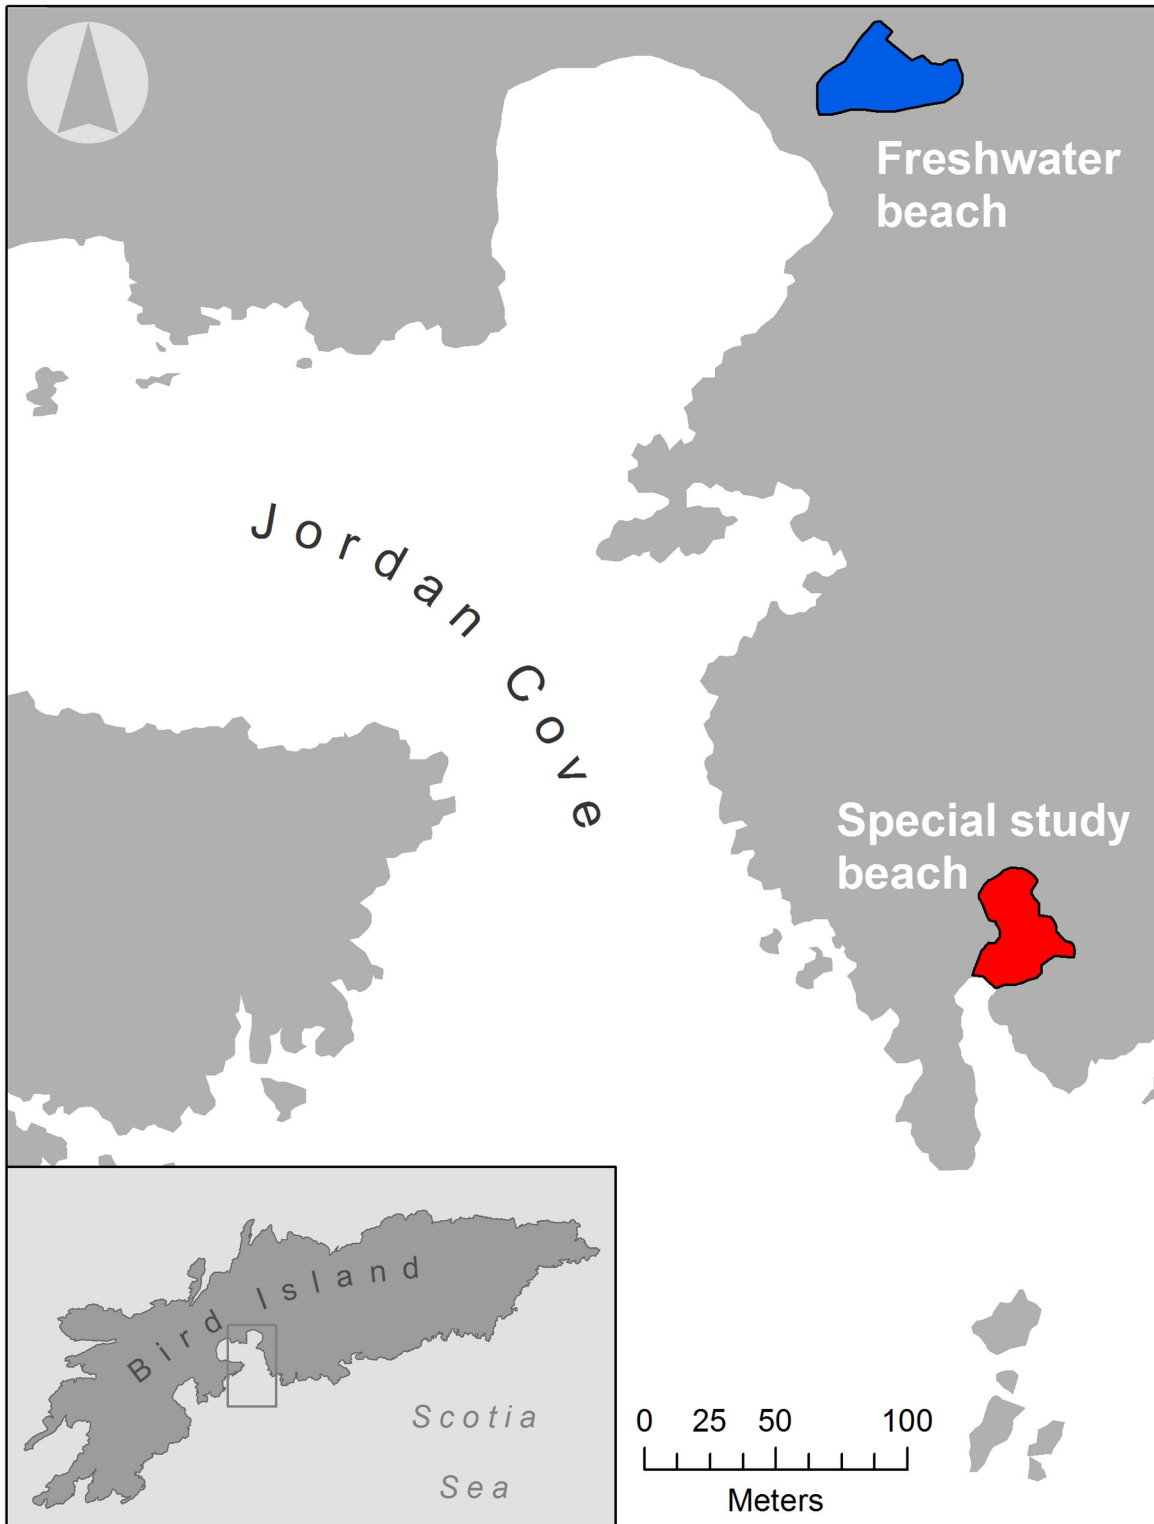 Freshwater
beach
Jordan Cove
Special study
beach
Bird Island
Scotia
Sea
0 25 50 100
Meters